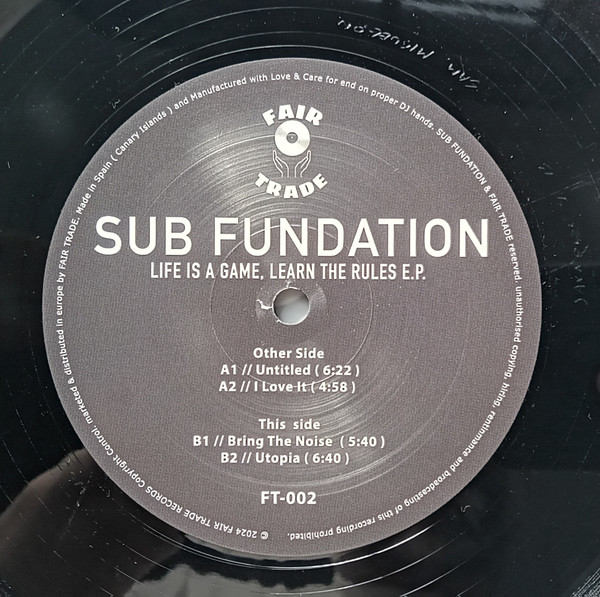 FAIR
TRADE
SUB FUNDATION
LIFE IS A GAME, LEARN THE RULES E.P.
Other Side
A1 // Untitled ( 6:22 )
A2 // I Love It ( 4:58 )
This side
B1 // Bring The Noise ( 5:40 )
B2 // Utopia ( 6:40 )
FT-002
© 2024 FAIR TRADE RECORDS Copyright Control, marketed & distributed in europe by FAIR TRADE. Made in Spain ( Canary Islands ) and Manufactured with Love & Care for end on proper DJ hands. SUB FUNDATION & FAIR TRADE reserved. unauthorised copying, hiring, rentinmance and broadcasting of this recording prohibited.